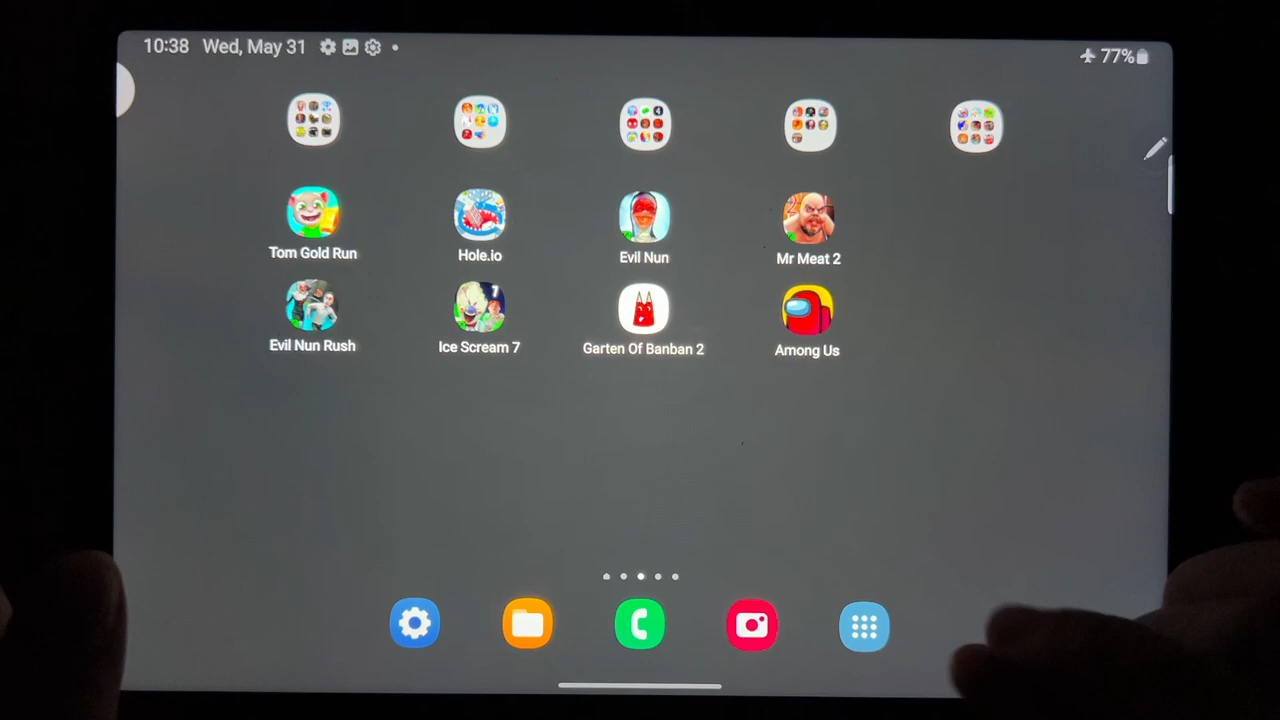 10:38 Wed, May 31
77%
Tom Gold Run
Hole.io
Evil Nun
Mr Meat 2
Evil Nun Rush
Ice Scream 7
Garten Of Banban 2
Among Us